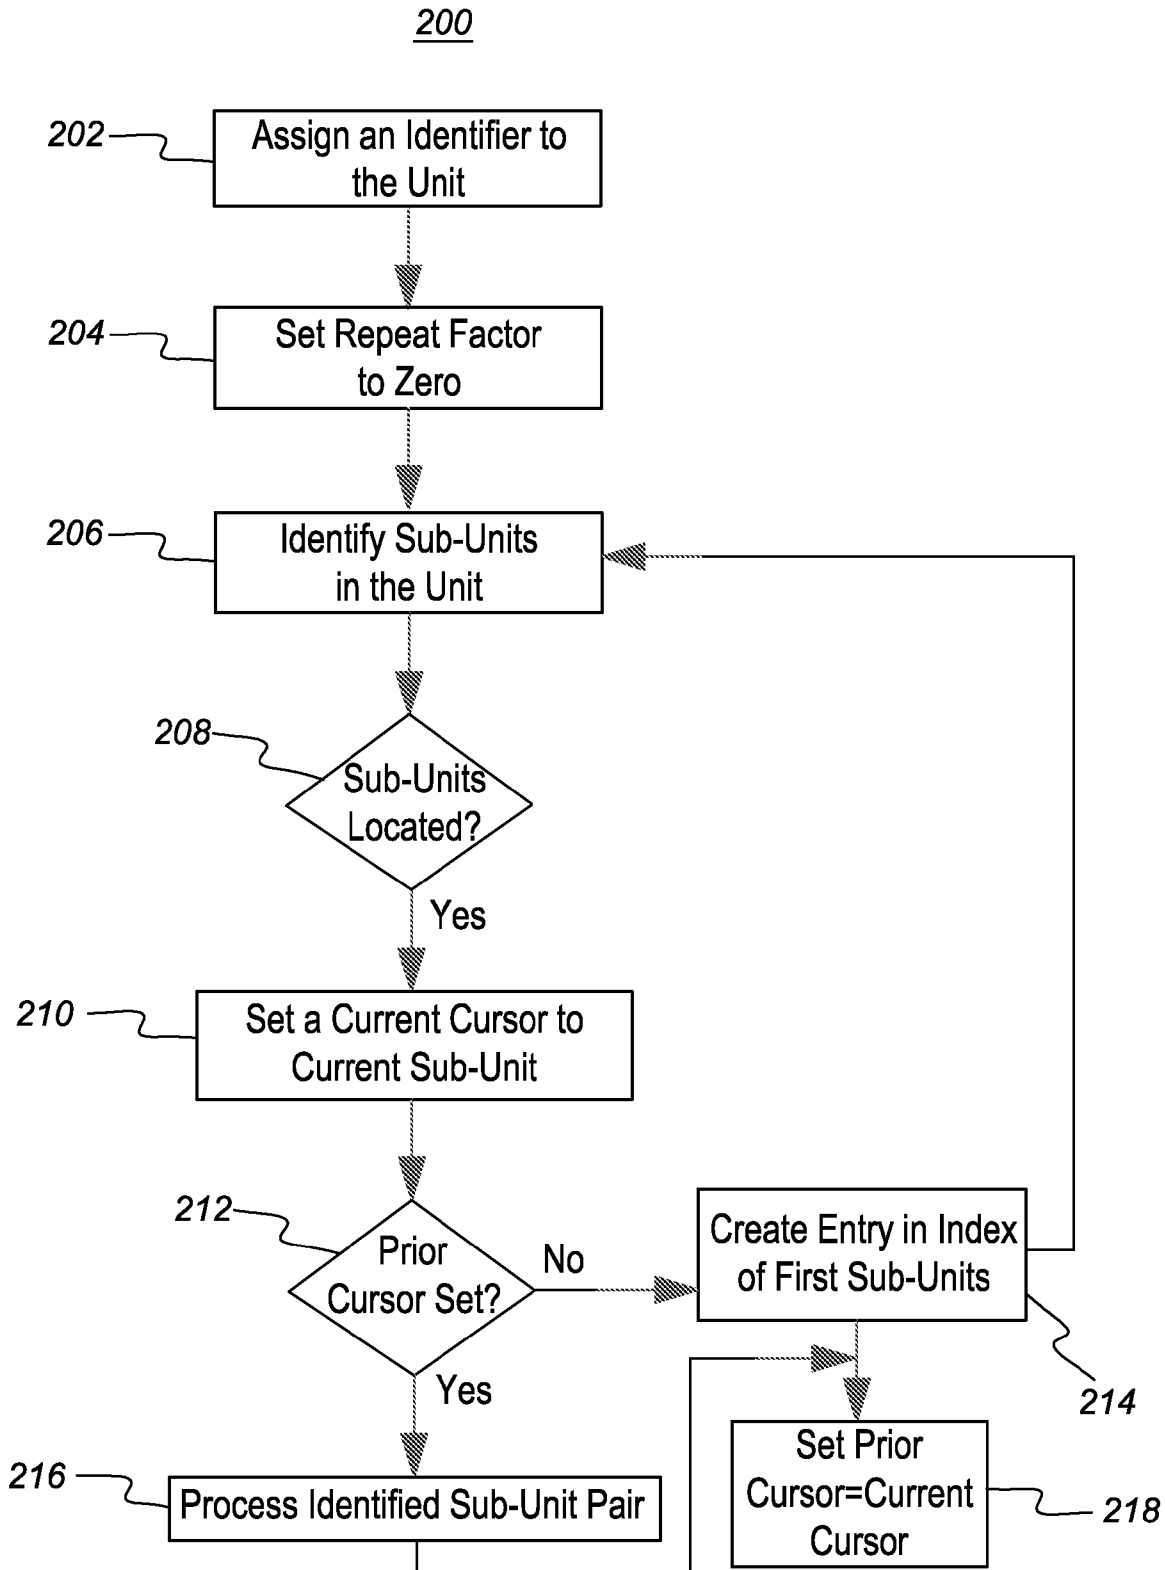 200
202
Assign an Identifier to
the Unit
204
Set Repeat Factor
to Zero
206
Identify Sub-Units
in the Unit
208
Sub-Units
Located?
Yes
210
Set a Current Cursor to
Current Sub-Unit
212
Prior
Cursor Set?
No
Create Entry in Index
of First Sub-Units
214
Yes
216
Process Identified Sub-Unit Pair
Set Prior
Cursor=Current
Cursor
218